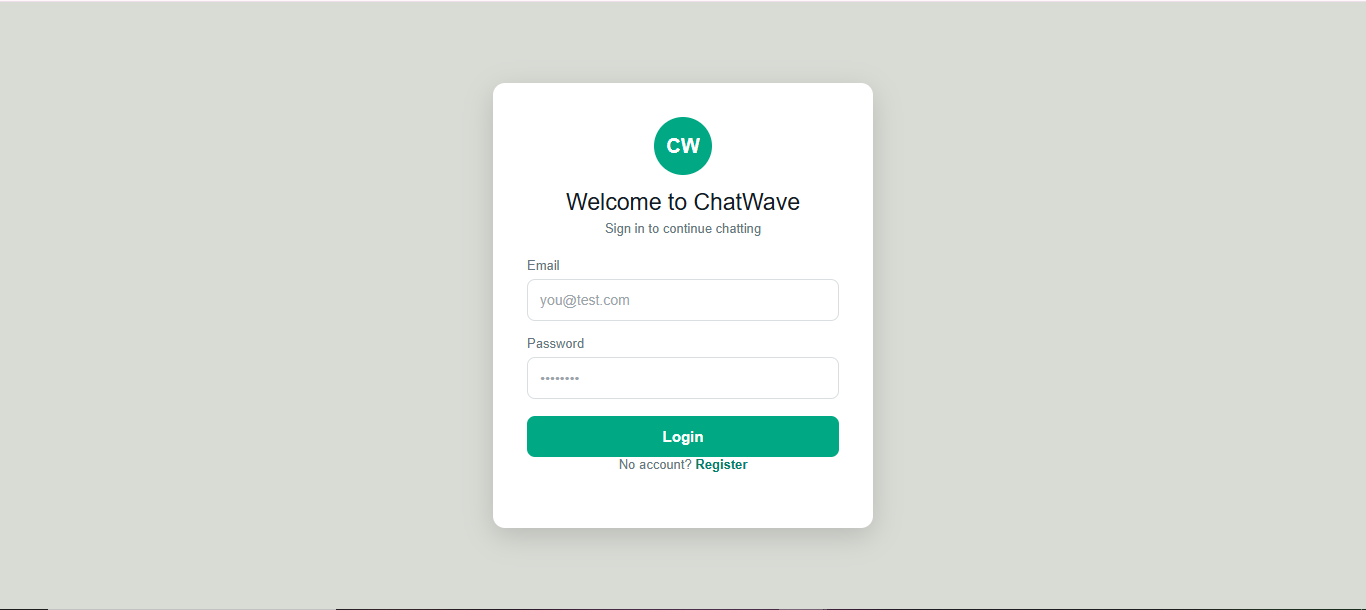 CW
Welcome to ChatWave
Sign in to continue chatting
Email
you@test.com
Password
••••••••
Login
No account? Register